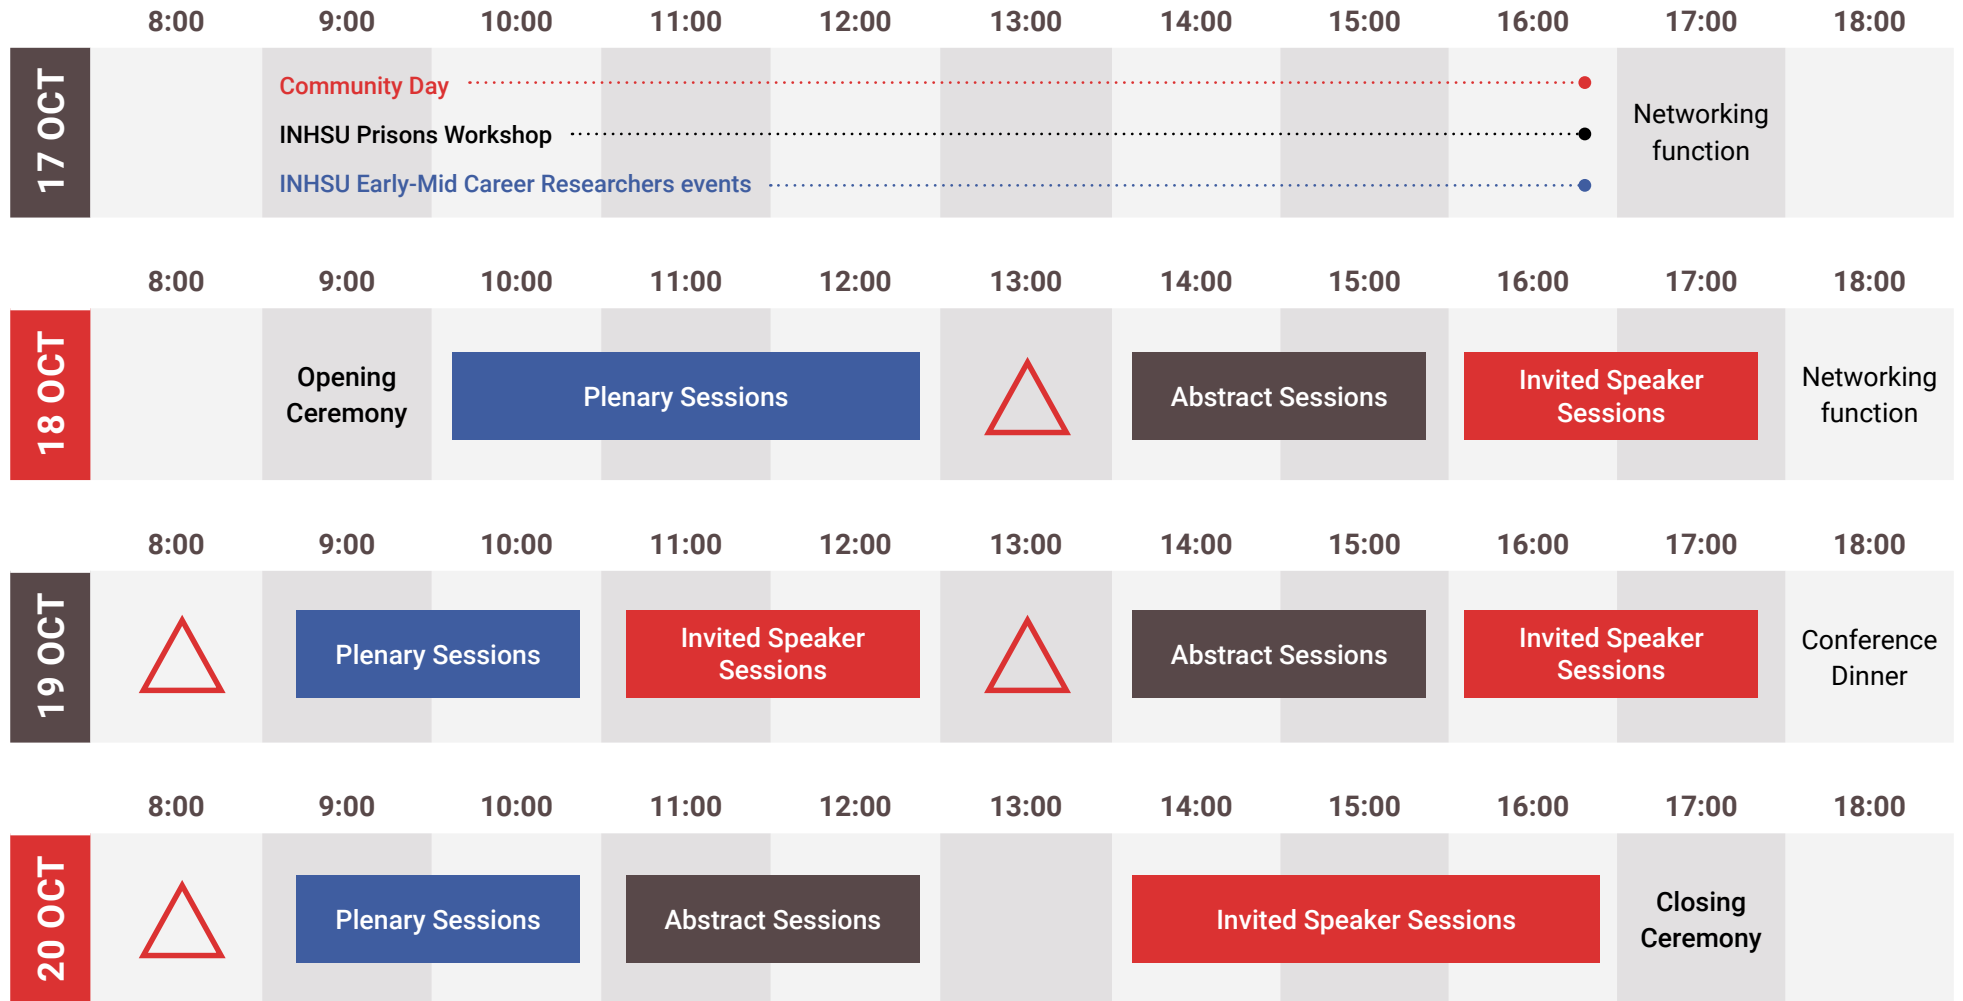 8:00 9:00 10:00 11:00 12:00 13:00 14:00 15:00 16:00 17:00 18:00
17 OCT
Community Day
INHSU Prisons Workshop
INHSU Early-Mid Career Researchers events
Networking
function
8:00 9:00 10:00 11:00 12:00 13:00 14:00 15:00 16:00 17:00 18:00
18 OCT
Opening
Ceremony
Plenary Sessions
Abstract Sessions
Invited Speaker
Sessions
Networking
function
8:00 9:00 10:00 11:00 12:00 13:00 14:00 15:00 16:00 17:00 18:00
19 OCT
Plenary Sessions
Invited Speaker
Sessions
Abstract Sessions
Invited Speaker
Sessions
Conference
Dinner
8:00 9:00 10:00 11:00 12:00 13:00 14:00 15:00 16:00 17:00 18:00
20 OCT
Plenary Sessions
Abstract Sessions
Invited Speaker Sessions
Closing
Ceremony